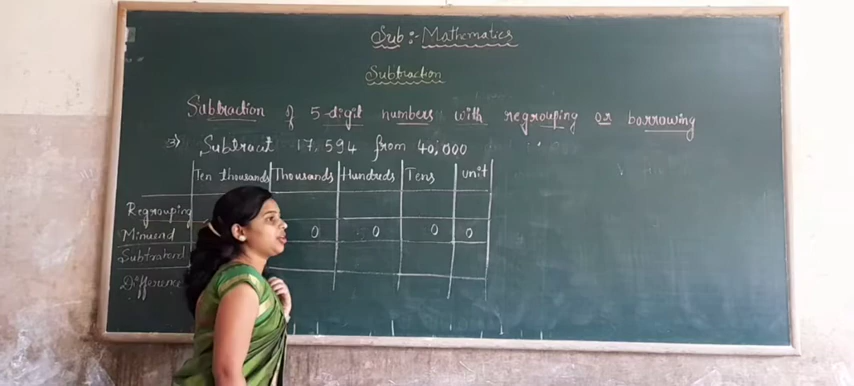 Sub :- Mathematics
Subtraction
Subtraction of 5-digit numbers with regrouping or borrowing
3) Subtract 17,594 from 40,000
Ten thousands Thousands Hundreds Tens unit
Regrouping
Minuend 0 0 0 0
Subtrahend
Difference